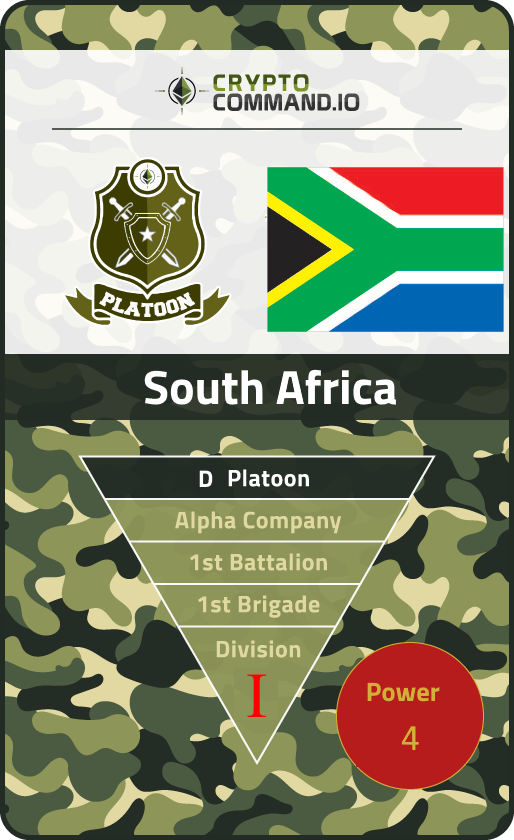 CRYPTO
COMMAND.IO
PLATOON
South Africa
D Platoon
Alpha Company
1st Battalion
1st Brigade
Division
I
Power
4